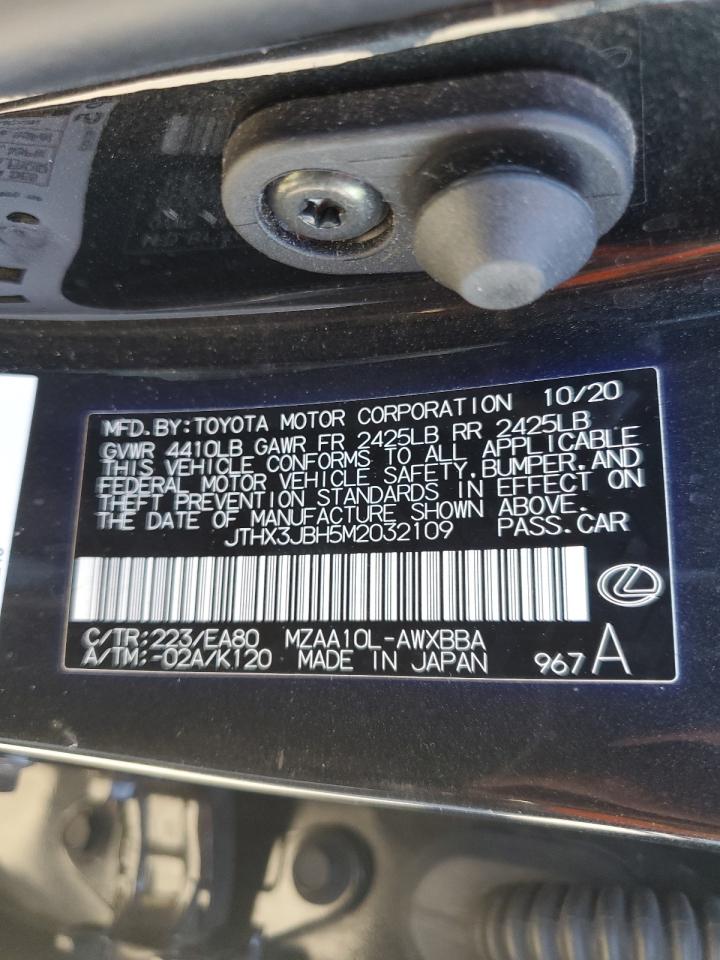 MFD.BY:TOYOTA MOTOR CORPORATION 10/20
GVWR 4410LB GAWR FR 2425LB RR 2425LB
THIS VEHICLE CONFORMS TO ALL APPLICABLE
FEDERAL MOTOR VEHICLE SAFETY,BUMPER,AND
THEFT PREVENTION STANDARDS IN EFFECT ON
THE DATE OF MANUFACTURE SHOWN ABOVE.
JTHX3JBH5M2032109 PASS.CAR
C/TR:223/EA80 MZAA10L-AWXBBA
A/TM:-02A/K120 MADE IN JAPAN 967 A